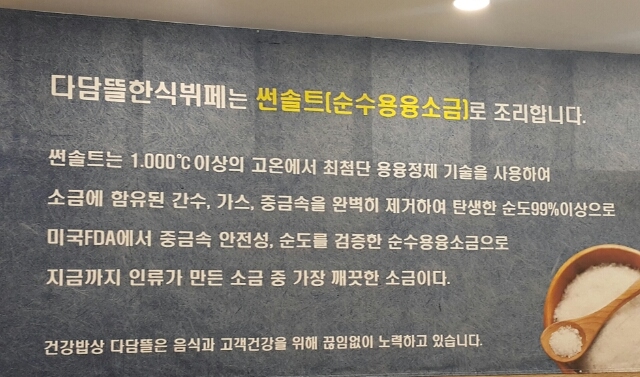 다담뜰한식뷔페는 썬솔트(순수용융소금)로 조리합니다.
썬솔트는 1.000℃이상의 고온에서 최첨단 용융정제 기술을 사용하여
소금에 함유된 간수, 가스, 중금속을 완벽히 제거하여 탄생한 순도99%이상으로
미국FDA에서 중금속 안전성, 순도를 검증한 순수용융소금으로
지금까지 인류가 만든 소금 중 가장 깨끗한 소금이다.
건강밥상 다담뜰은 음식과 고객건강을 위해 끊임없이 노력하고 있습니다.